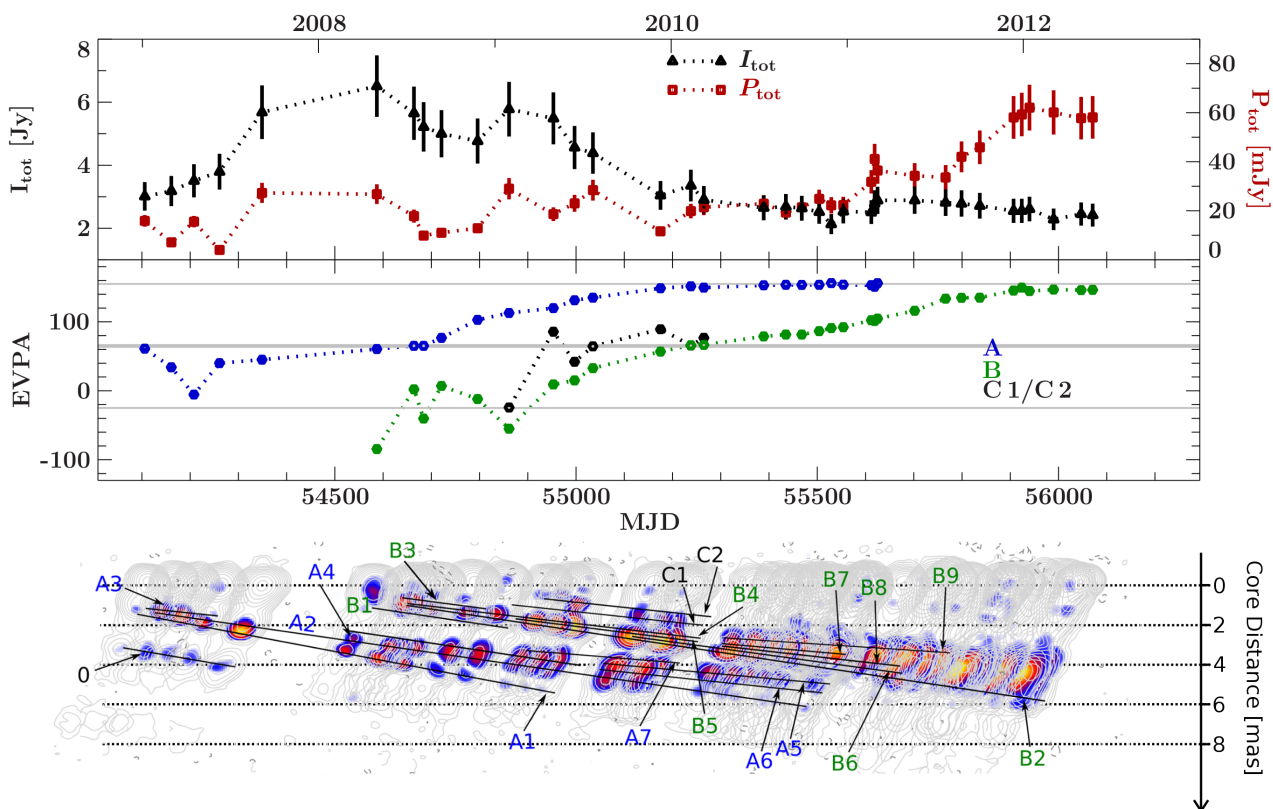 2008 2010 2012
8
6
4
2
I_tot [Jy]
I_tot
P_tot
80
60
40
20
0
P_tot [mJy]
100
0
-100
EVPA
A
B
C 1/C 2
54500 55000 55500 56000
MJD
B3
C2
A4
C1
A3
B1
B4
B7
B8
B9
A2
0
A1
A7
B5
A6
A5
B6
B2
0
2
4
6
8
Core Distance [mas]